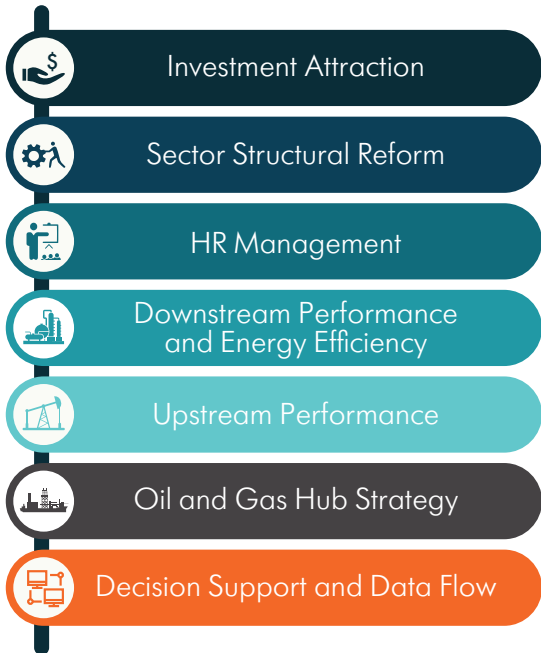 $
Investment Attraction
Sector Structural Reform
HR Management
Downstream Performance
and Energy Efficiency
Upstream Performance
Oil and Gas Hub Strategy
Decision Support and Data Flow